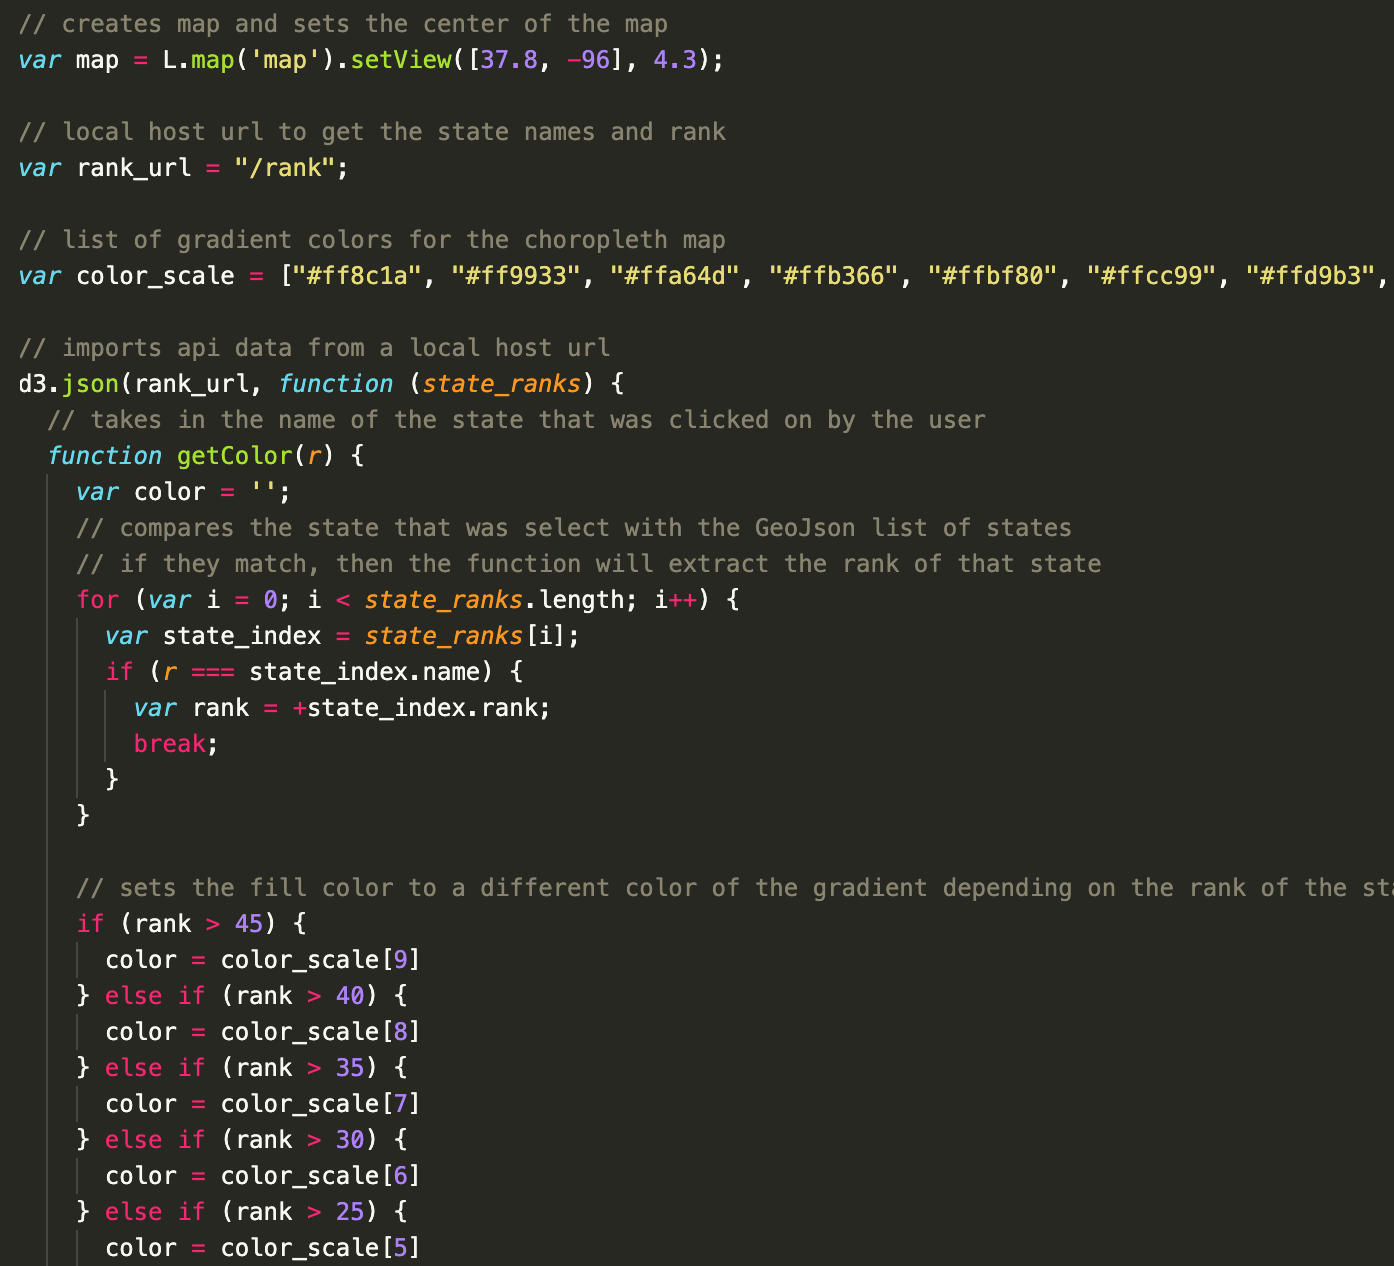 // creates map and sets the center of the map
var map = L.map('map').setView([37.8, -96], 4.3);
// local host url to get the state names and rank
var rank_url = "/rank";
// list of gradient colors for the choropleth map
var color_scale = ["#ff8c1a", "#ff9933", "#ffa64d", "#ffb366", "#ffbf80", "#ffcc99", "#ffd9b3",
// imports api data from a local host url
d3.json(rank_url, function (state_ranks) {
// takes in the name of the state that was clicked on by the user
function getColor(r) {
var color = '';
// compares the state that was select with the GeoJson list of states
// if they match, then the function will extract the rank of that state
for (var i = 0; i < state_ranks.length; i++) {
var state_index = state_ranks[i];
if (r === state_index.name) {
var rank = +state_index.rank;
break;
}
}
// sets the fill color to a different color of the gradient depending on the rank of the
if (rank > 45) {
color = color_scale[9]
} else if (rank > 40) {
color = color_scale[8]
} else if (rank > 35) {
color = color_scale[7]
} else if (rank > 30) {
color = color_scale[6]
} else if (rank > 25) {
color = color_scale[5]